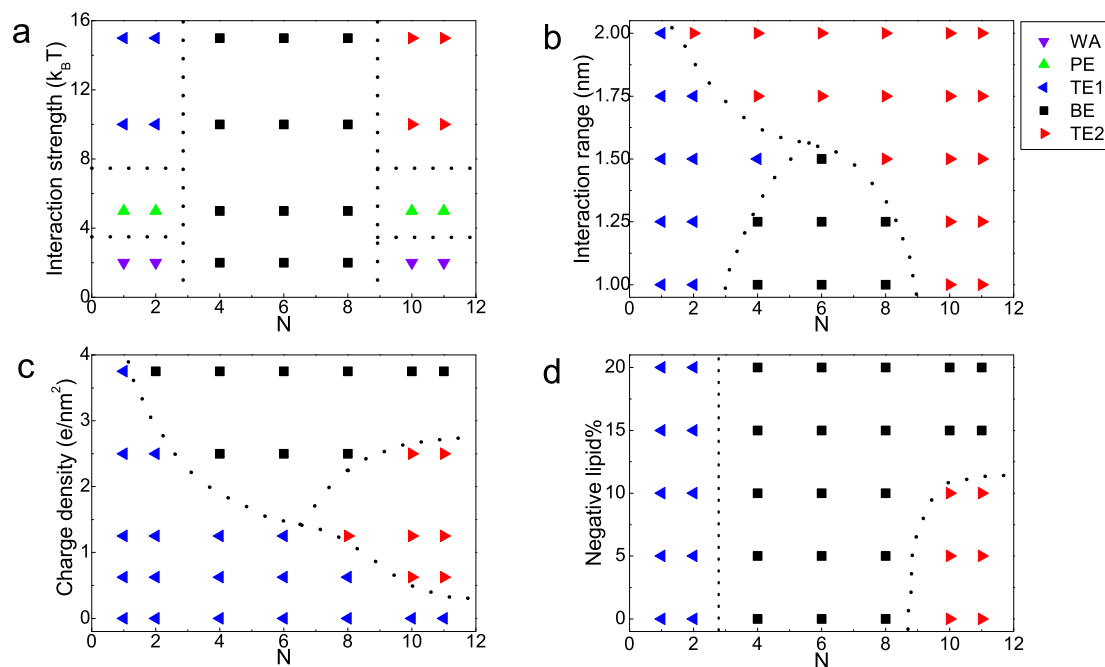 a
Interaction strength (kBT)
16
12
8
4
0
0 2 4 6 8 10 12
N
b
Interaction range (nm)
2.00
1.75
1.50
1.25
1.00
0 2 4 6 8 10 12
N
WA
PE
TE1
BE
TE2
c
Charge density (e/nm²)
4
3
2
1
0
0 2 4 6 8 10 12
N
d
Negative lipid%
20
15
10
5
0
0 2 4 6 8 10 12
N